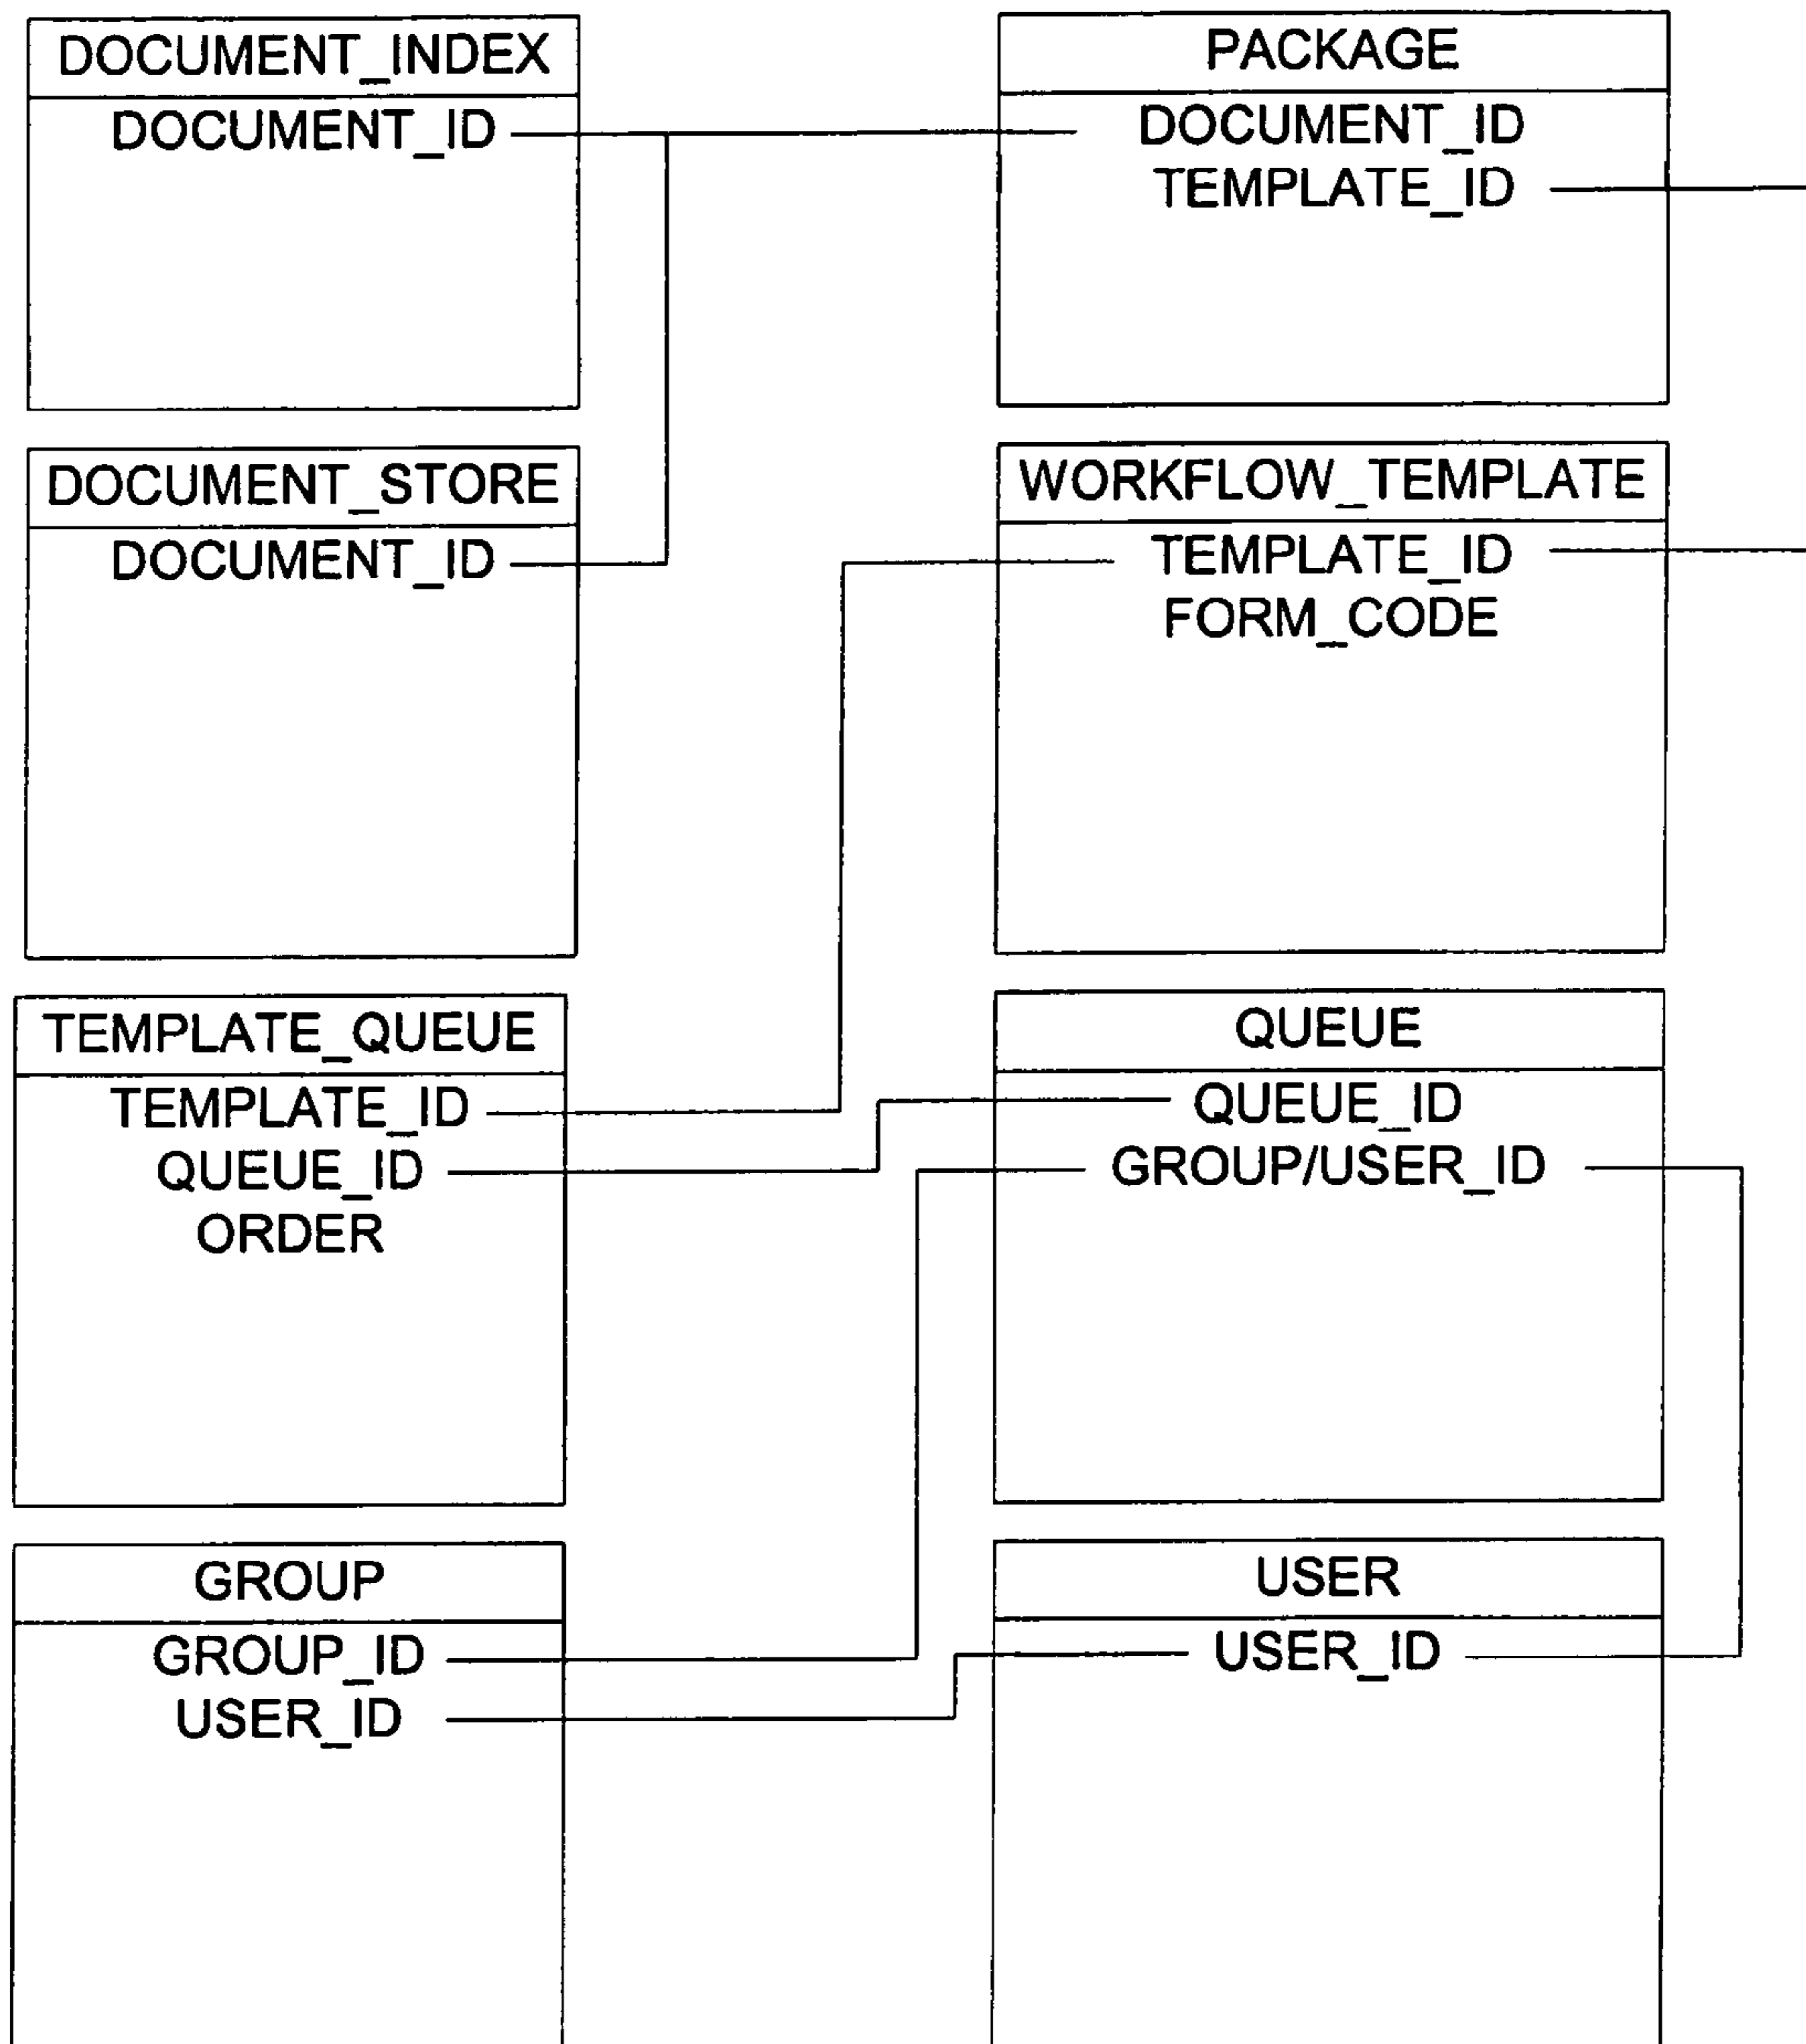 DOCUMENT_INDEX
DOCUMENT_ID
PACKAGE
DOCUMENT_ID
TEMPLATE_ID
DOCUMENT_STORE
DOCUMENT_ID
WORKFLOW_TEMPLATE
TEMPLATE_ID
FORM_CODE
TEMPLATE_QUEUE
TEMPLATE_ID
QUEUE_ID
ORDER
QUEUE
QUEUE_ID
GROUP/USER_ID
GROUP
GROUP_ID
USER_ID
USER
USER_ID